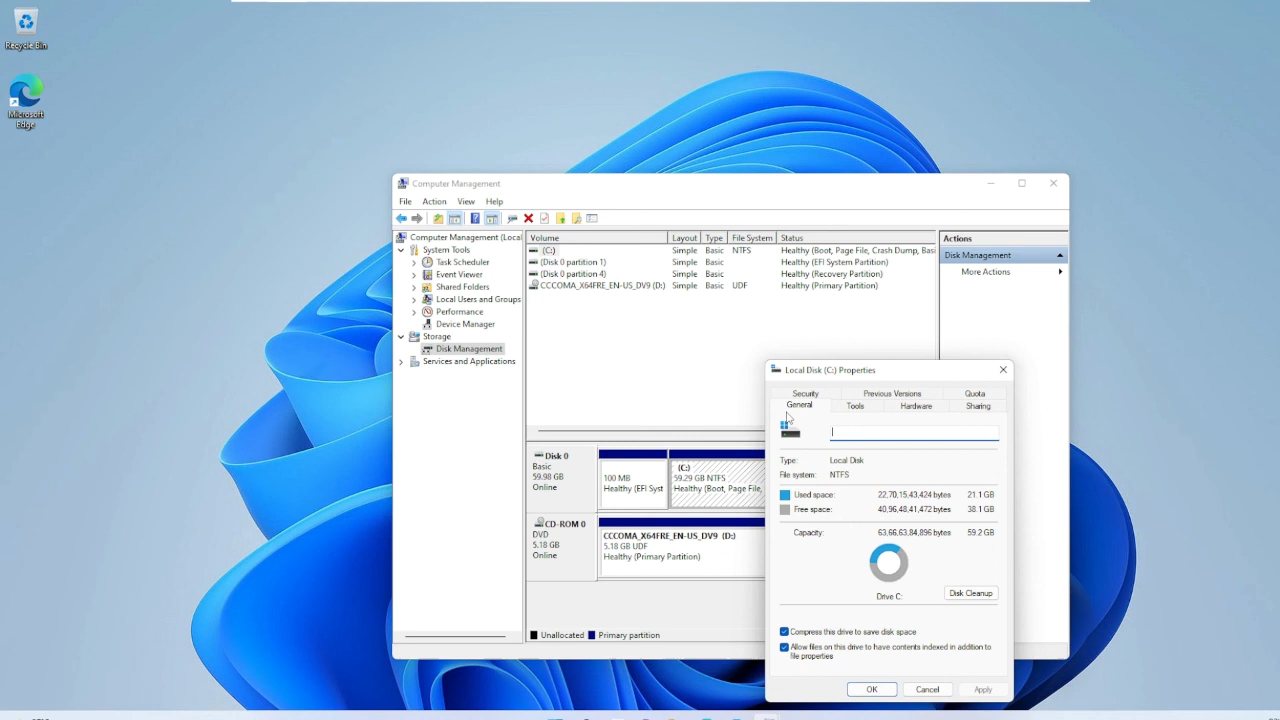 Recycle Bin
Microsoft
Edge
Computer Management
File Action View Help
Computer Management (Local
System Tools
Task Scheduler
Event Viewer
Shared Folders
Local Users and Groups
Performance
Device Manager
Storage
Disk Management
Services and Applications
Volume Layout Type File System Status
(C:) Simple Basic NTFS Healthy (Boot, Page File, Crash Dump, Basi
(Disk 0 partition 1) Simple Basic Healthy (EFI System Partition)
(Disk 0 partition 4) Simple Basic Healthy (Recovery Partition)
CCCOMA_X64FRE_EN-US_DV9 (D:) Simple Basic UDF Healthy (Primary Partition)
Actions
Disk Management
More Actions
Disk 0
Basic
59.98 GB
Online
100 MB
Healthy (EFI Syst
(C:)
59.29 GB NTFS
Healthy (Boot, Page File,
CD-ROM 0
DVD
5.18 GB
Online
CCCOMA_X64FRE_EN-US_DV9 (D:)
5.18 GB UDF
Healthy (Primary Partition)
Unallocated Primary partition
Local Disk (C:) Properties
Security Previous Versions Quota
General Tools Hardware Sharing
Type: Local Disk
File system: NTFS
Used space: 22,70,15,43,424 bytes 21.1 GB
Free space: 40,96,48,41,472 bytes 38.1 GB
Capacity: 63,66,63,84,896 bytes 59.2 GB
Drive C:
Disk Cleanup
Compress this drive to save disk space
Allow files on this drive to have contents indexed in addition to
file properties
OK Cancel Apply